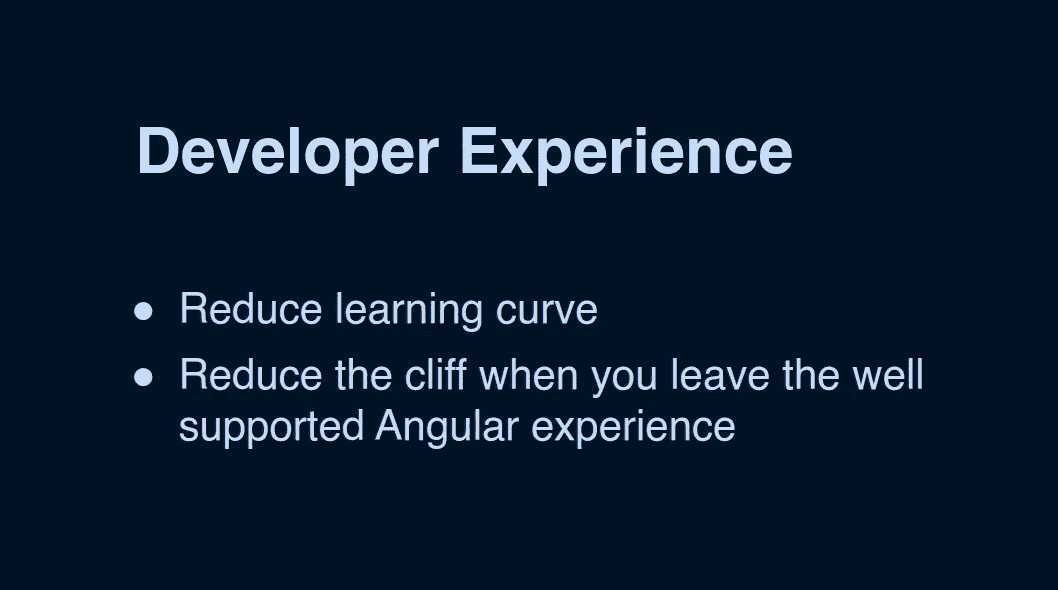 Developer Experience
● Reduce learning curve
● Reduce the cliff when you leave the well
supported Angular experience